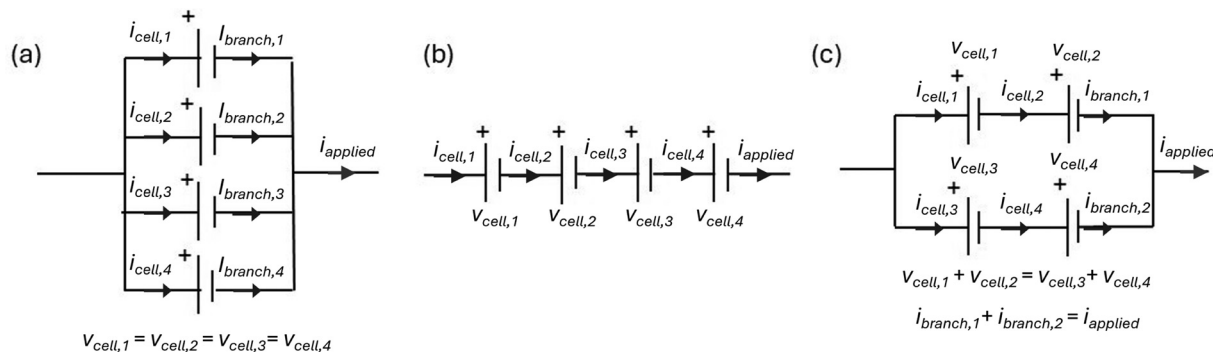 (a)
+
i_cell,1
I_branch,1
+
i_cell,2
I_branch,2
+
i_cell,3
I_branch,3
+
i_cell,4
I_branch,4
i_applied
v_cell,1 = v_cell,2 = v_cell,3 = v_cell,4
(b)
+ + + +
i_cell,1 i_cell,2 i_cell,3 i_cell,4 i_applied
v_cell,1 v_cell,2 v_cell,3 v_cell,4
(c)
v_cell,1 v_cell,2
+ +
i_cell,1 i_cell,2 i_branch,1
i_applied
v_cell,3 v_cell,4
+ +
i_cell,3 i_cell,4 i_branch,2
v_cell,1 + v_cell,2 = v_cell,3 + v_cell,4
i_branch,1 + i_branch,2 = i_applied